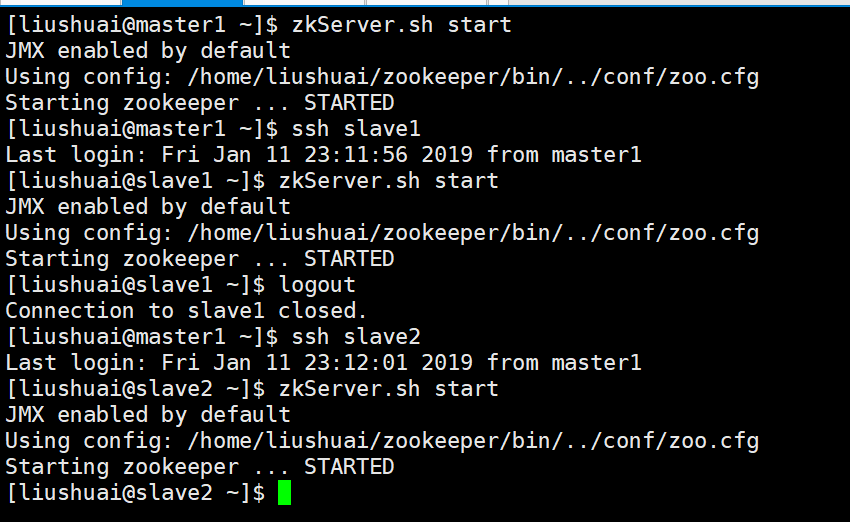 [liushuai@master1 ~]$ zkServer.sh start
JMX enabled by default
Using config: /home/liushuai/zookeeper/bin/../conf/zoo.cfg
Starting zookeeper ... STARTED
[liushuai@master1 ~]$ ssh slave1
Last login: Fri Jan 11 23:11:56 2019 from master1
[liushuai@slave1 ~]$ zkServer.sh start
JMX enabled by default
Using config: /home/liushuai/zookeeper/bin/../conf/zoo.cfg
Starting zookeeper ... STARTED
[liushuai@slave1 ~]$ logout
Connection to slave1 closed.
[liushuai@master1 ~]$ ssh slave2
Last login: Fri Jan 11 23:12:01 2019 from master1
[liushuai@slave2 ~]$ zkServer.sh start
JMX enabled by default
Using config: /home/liushuai/zookeeper/bin/../conf/zoo.cfg
Starting zookeeper ... STARTED
[liushuai@slave2 ~]$